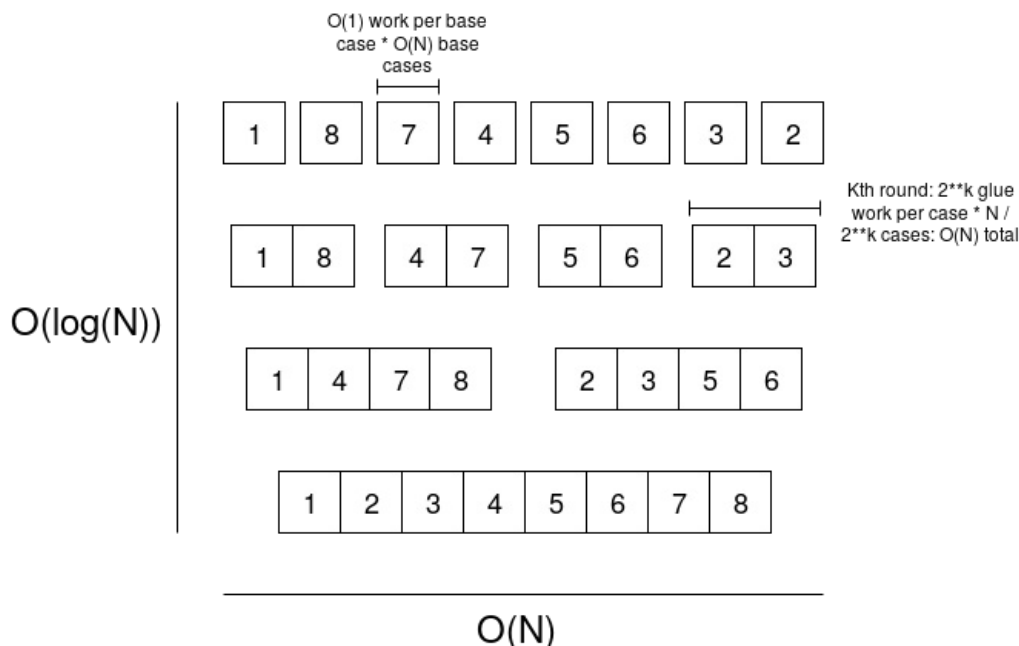 O(1) work per base
case * O(N) base
cases
1 8 7 4 5 6 3 2
Kth round: 2**k glue
work per case * N /
2**k cases: O(N) total
1 8 4 7 5 6 2 3
O(log(N))
1 4 7 8 2 3 5 6
1 2 3 4 5 6 7 8
O(N)